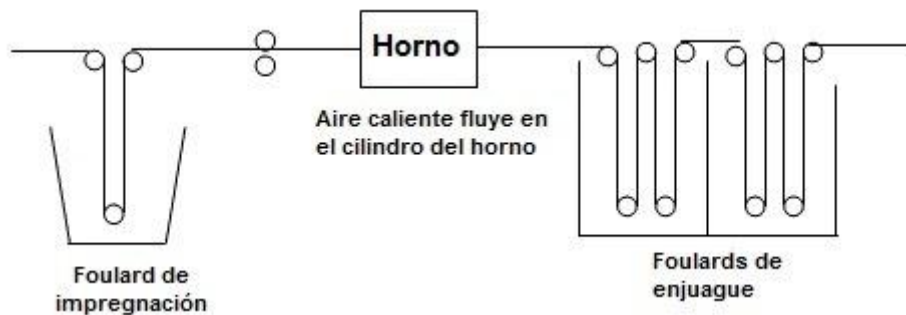 Horno
Aire caliente fluye en
el cilindro del horno
Foulard de
impregnación
Foulards de
enjuague